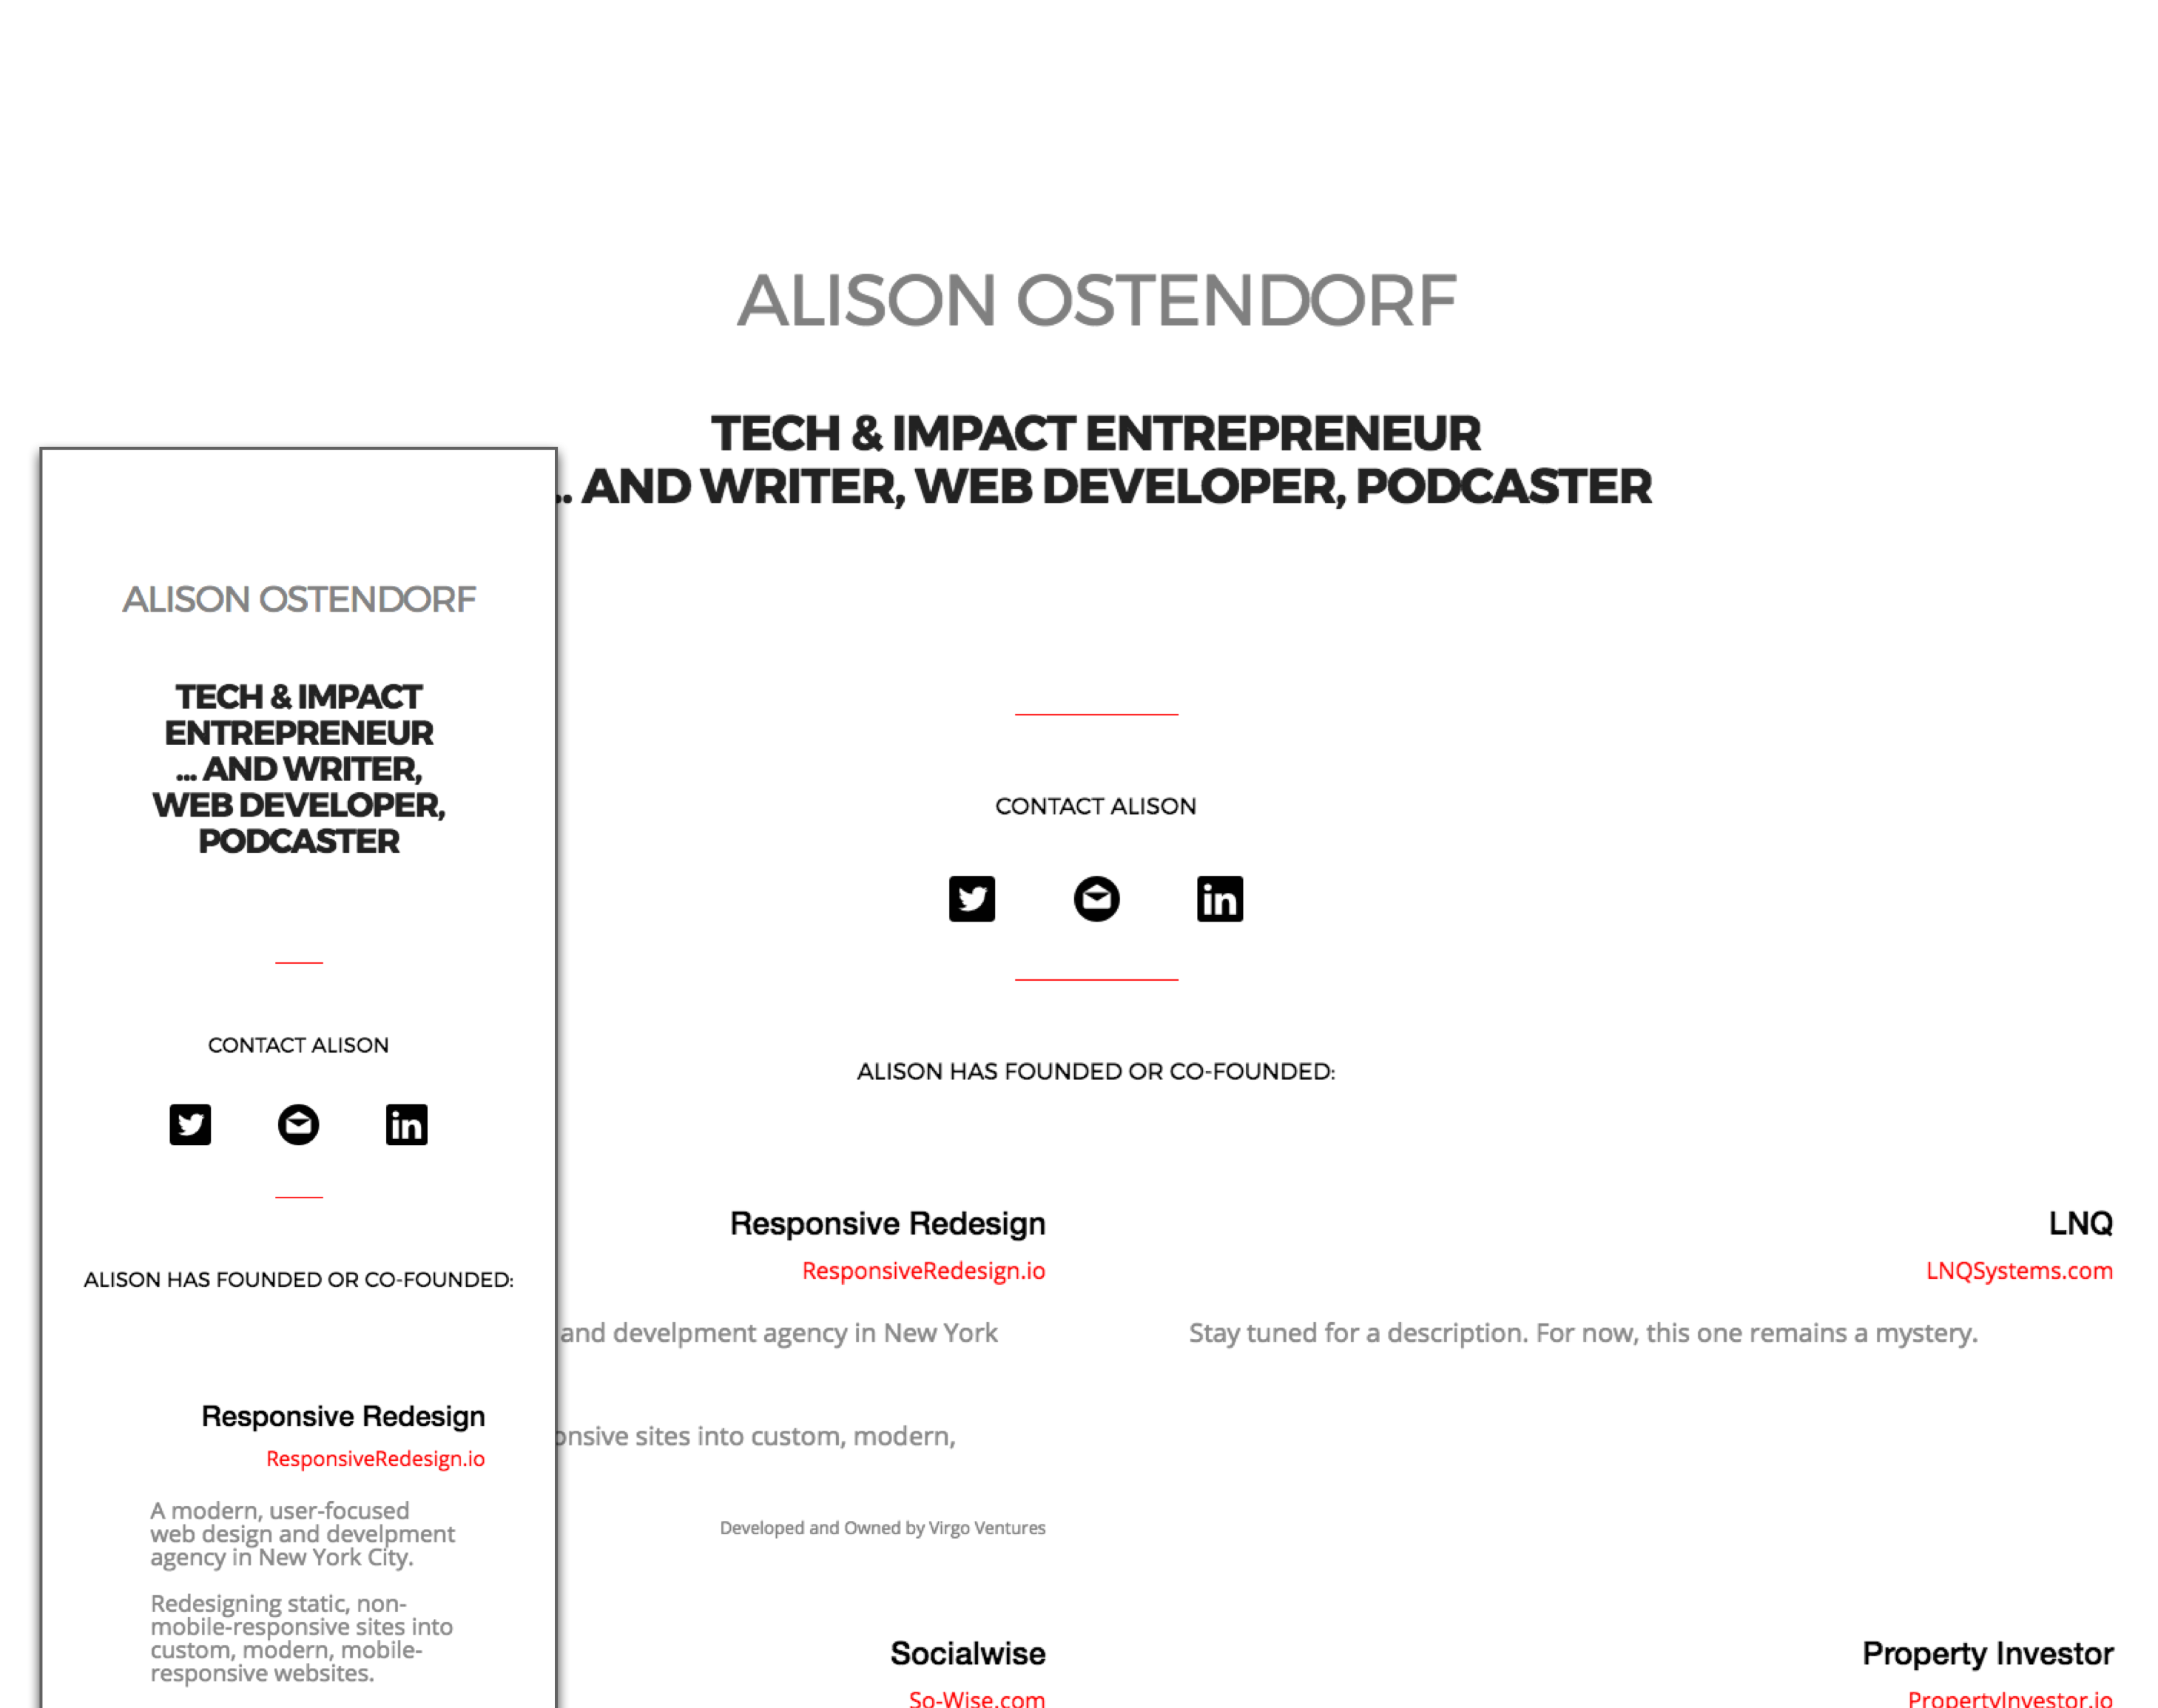 ALISON OSTENDORF
TECH & IMPACT ENTREPRENEUR
.. AND WRITER, WEB DEVELOPER, PODCASTER
CONTACT ALISON
in
ALISON HAS FOUNDED OR CO-FOUNDED:
Responsive Redesign
ResponsiveRedesign.io
and develpment agency in New York
onsive sites into custom, modern,
Developed and Owned by Virgo Ventures
LNQ
LNQSystems.com
Stay tuned for a description. For now, this one remains a mystery.
Socialwise
So-Wise.com
Property Investor
PropertyInvestor.io
ALISON OSTENDORF
TECH & IMPACT
ENTREPRENEUR
... AND WRITER,
WEB DEVELOPER,
PODCASTER
CONTACT ALISON
in
ALISON HAS FOUNDED OR CO-FOUNDED:
Responsive Redesign
ResponsiveRedesign.io
A modern, user-focused
web design and develpment
agency in New York City.
Redesigning static, non-
mobile-responsive sites into
custom, modern, mobile-
responsive websites.